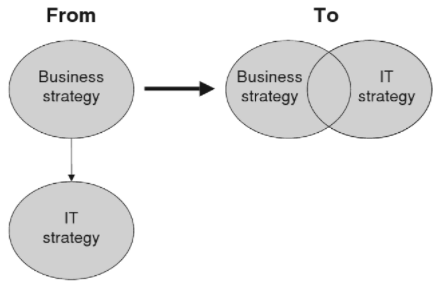 From
To
Business
strategy
Business
strategy
IT
strategy
IT
strategy